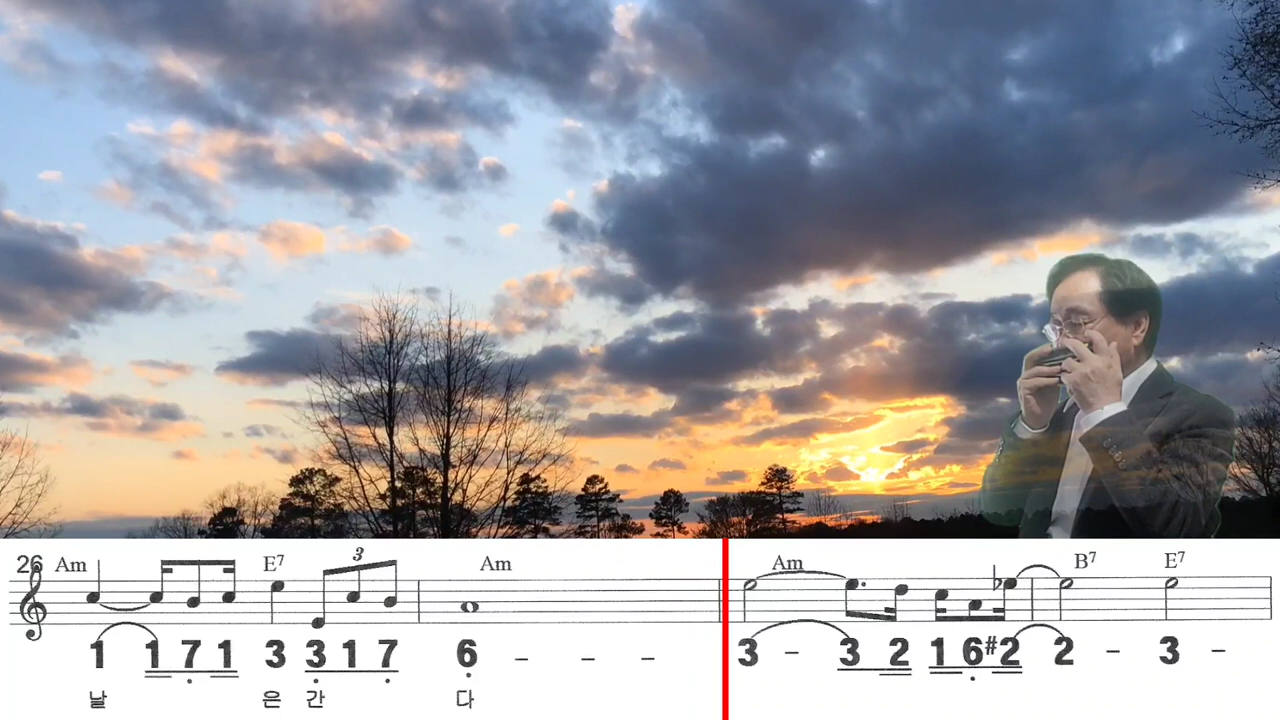 26 Am E7 3 Am Am B7 E7
1 1 7 1 3 3 1 7 6 – – – 3 – 3 2 1 6 #2 2 – 3 –
날 은 간 다